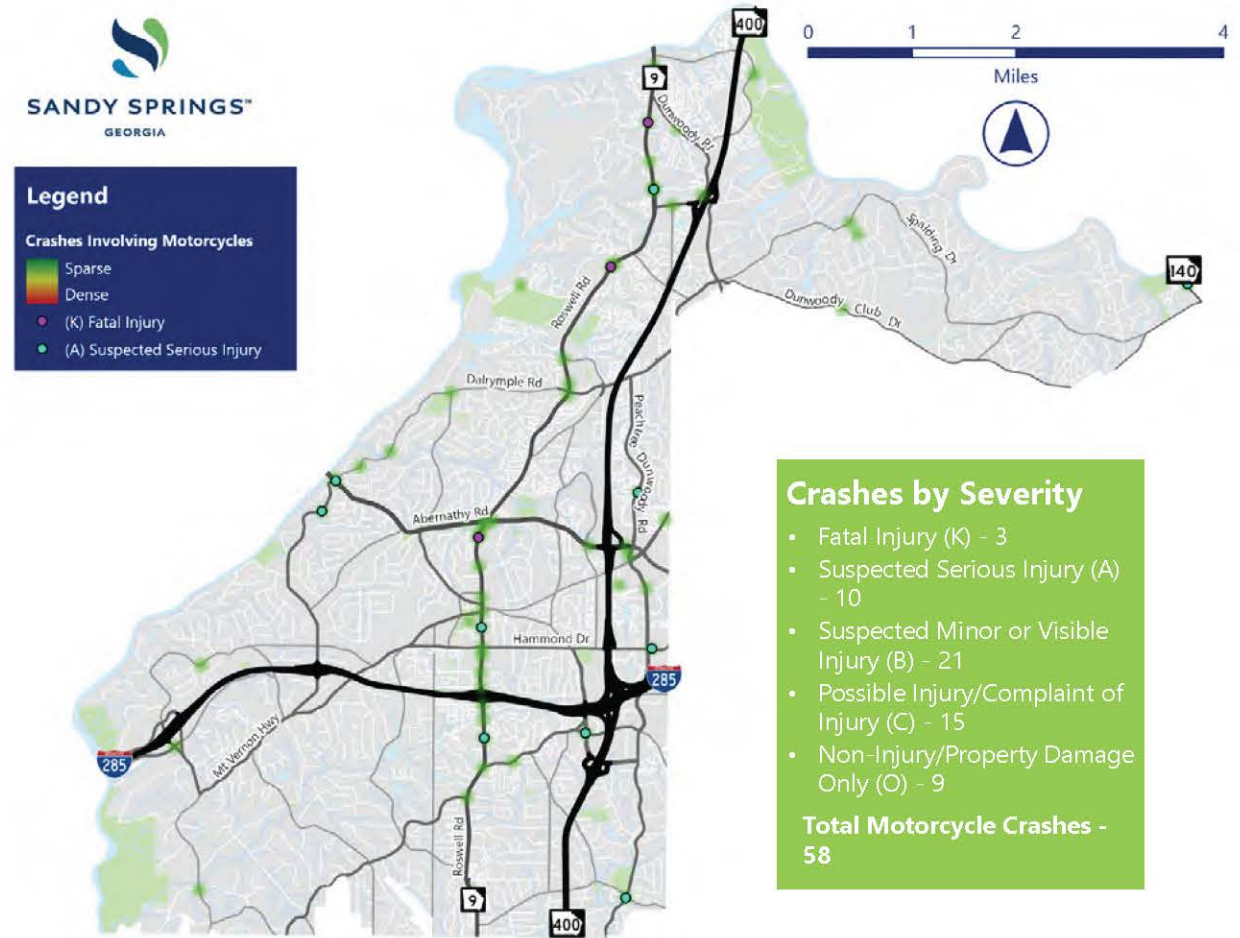 SANDY SPRINGS™
GEORGIA
Legend
Crashes Involving Motorcycles
Sparse
Dense
(K) Fatal Injury
(A) Suspected Serious Injury
0 1 2 4
Miles
400
9
Dunwoody Pl
Spalding Dr
140
Roswell Rd
Dunwoody Club Dr
Dalrymple Rd
Peachtree Dunwoody Rd
Abernathy Rd
Hammond Dr
285
Mt Vernon Hwy
285
Roswell Rd
9
400
Crashes by Severity
• Fatal Injury (K) - 3
• Suspected Serious Injury (A)
- 10
• Suspected Minor or Visible
Injury (B) - 21
• Possible Injury/Complaint of
Injury (C) - 15
• Non-Injury/Property Damage
Only (O) - 9
Total Motorcycle Crashes -
58